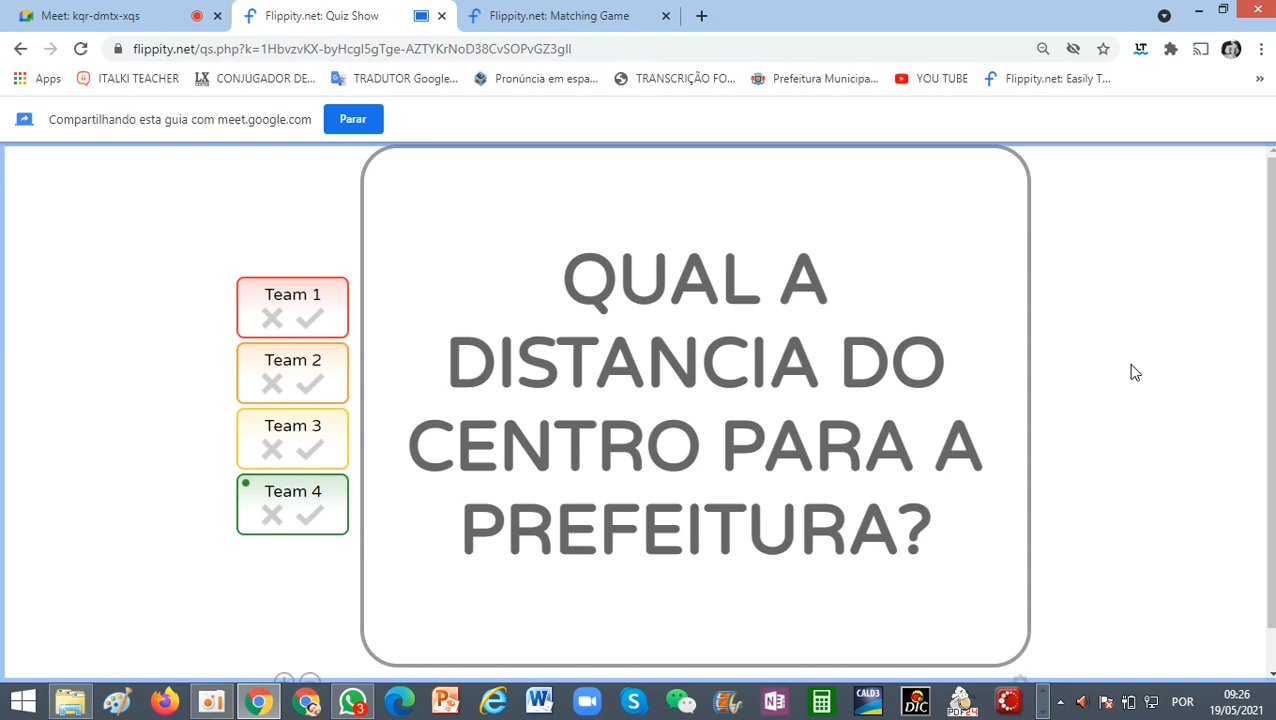 Meet: kqr-dmtx-xqs
Flippity.net: Quiz Show
Flippity.net: Matching Game
flippity.net/qs.php?k=1HbvzvKX-byHcgI5gTge-AZTYKrNoD38CvSOPvGZ3gII
Apps
ITALKI TEACHER
CONJUGADOR DE...
TRADUTOR Google...
Pronúncia em espa...
TRANSCRIÇÃO FO...
Prefeitura Municipa...
YOU TUBE
Flippity.net: Easily T...
Compartilhando esta guia com meet.google.com
Parar
Team 1
Team 2
Team 3
Team 4
QUAL A
DISTANCIA DO
CENTRO PARA A
PREFEITURA?
POR
09:26
19/05/2021